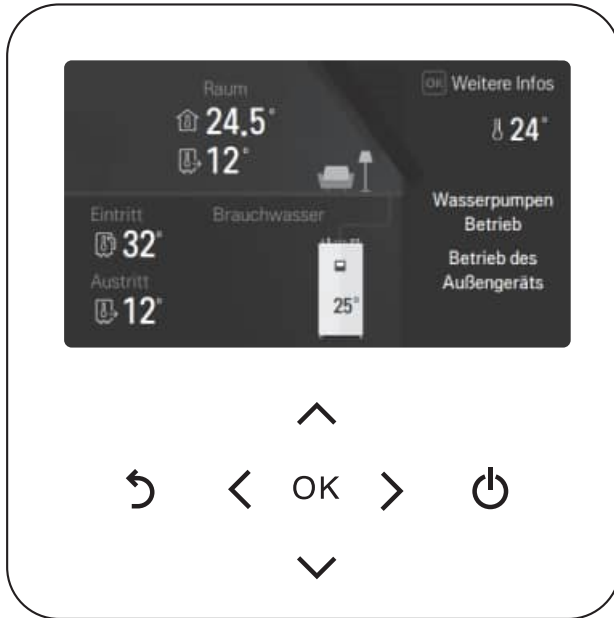 Raum
24.5°
12°
OK Weitere Infos
24°
Eintritt
32°
Brauchwasser
Austritt
12°
25°
Wasserpumpen
Betrieb
Betrieb des
Außengeräts
OK